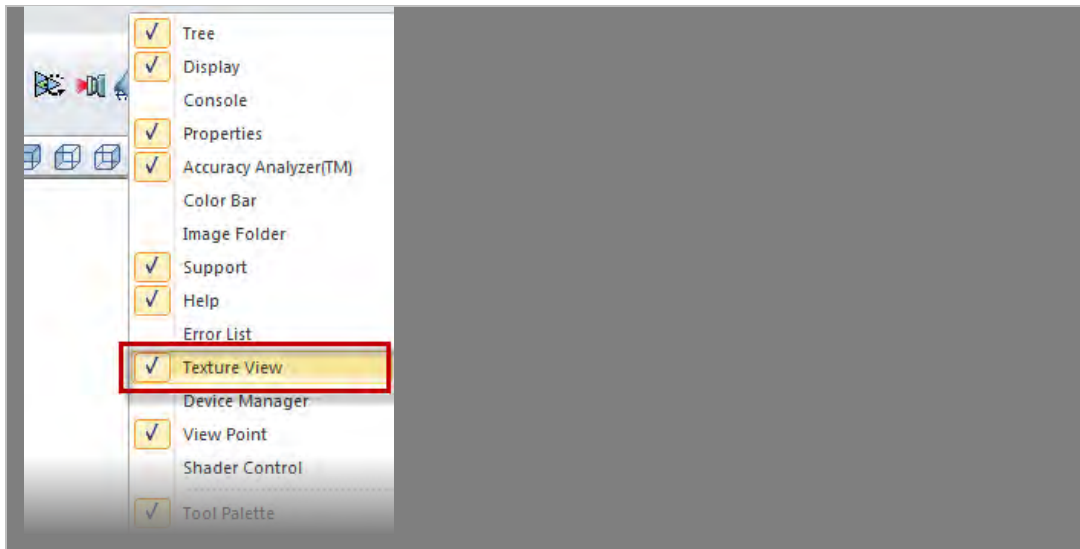 Tree
Display
Console
Properties
Accuracy Analyzer(TM)
Color Bar
Image Folder
Support
Help
Error List
Texture View
Device Manager
View Point
Shader Control
Tool Palette